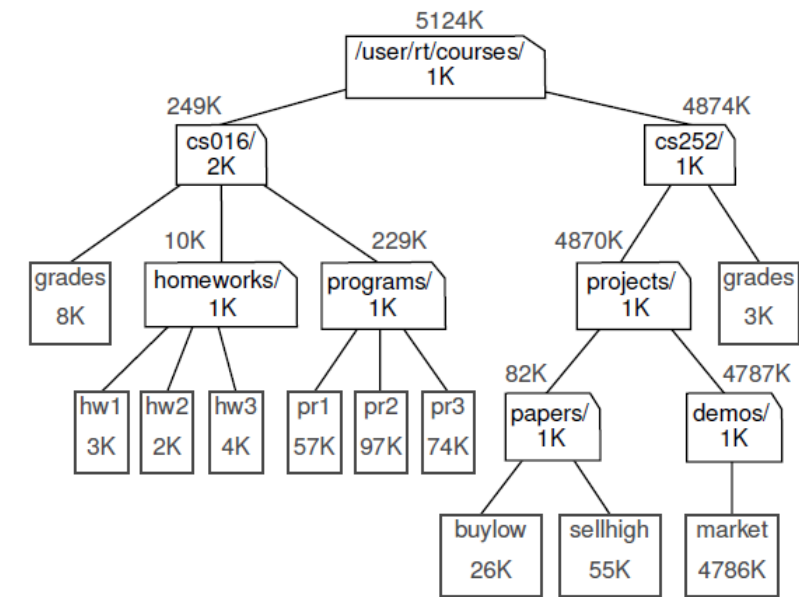 5124K
/user/rt/courses/
1K
249K
4874K
cs016/
2K
cs252/
1K
10K
229K
4870K
grades
8K
homeworks/
1K
programs/
1K
projects/
1K
grades
3K
82K
4787K
hw1
3K
hw2
2K
hw3
4K
pr1
57K
pr2
97K
pr3
74K
papers/
1K
demos/
1K
buylow
26K
sellhigh
55K
market
4786K